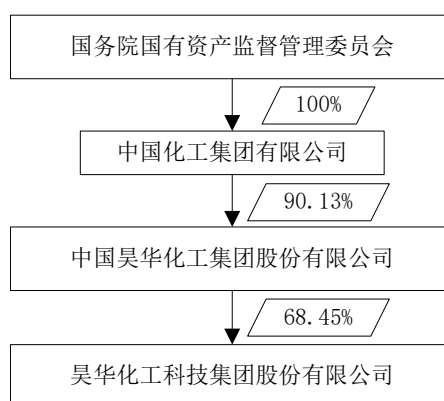 国务院国有资产监督管理委员会
100%
中国化工集团有限公司
90.13%
中国昊华化工集团股份有限公司
68.45%
昊华化工科技集团股份有限公司